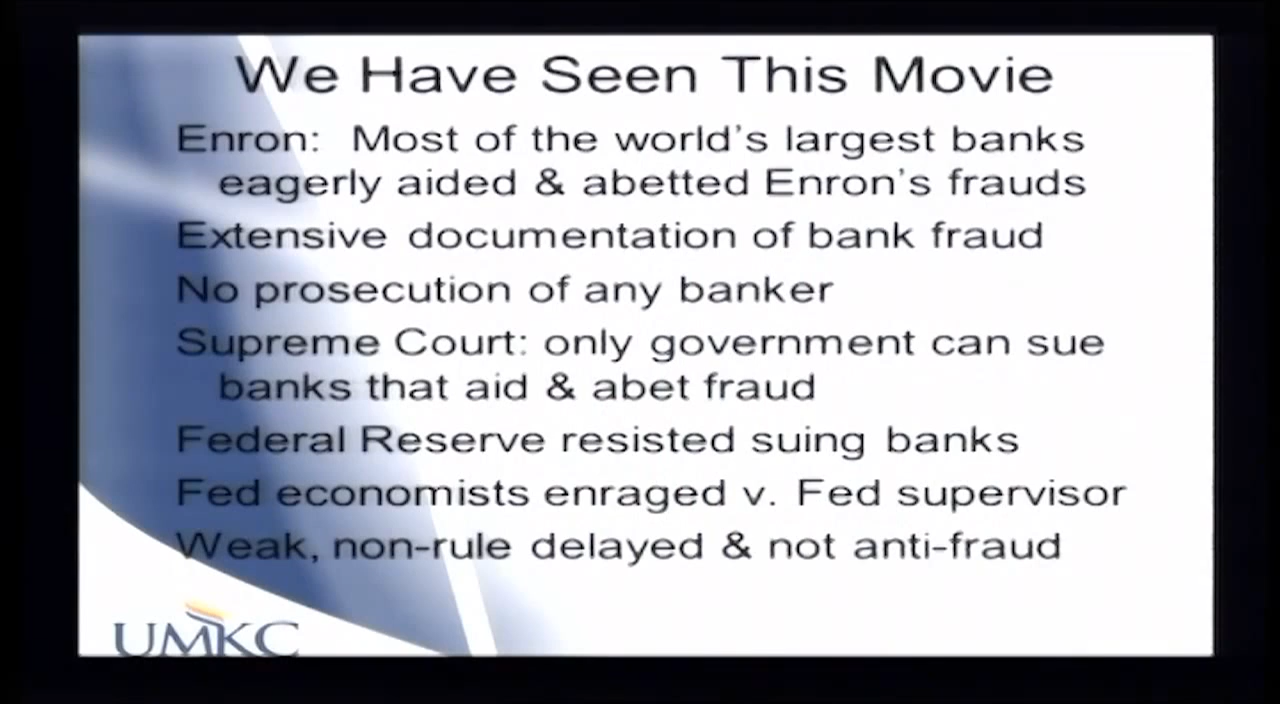 We Have Seen This Movie
Enron: Most of the world's largest banks
eagerly aided & abetted Enron's frauds
Extensive documentation of bank fraud
No prosecution of any banker
Supreme Court: only government can sue
banks that aid & abet fraud
Federal Reserve resisted suing banks
Fed economists enraged v. Fed supervisor
Weak, non-rule delayed & not anti-fraud
UMKC